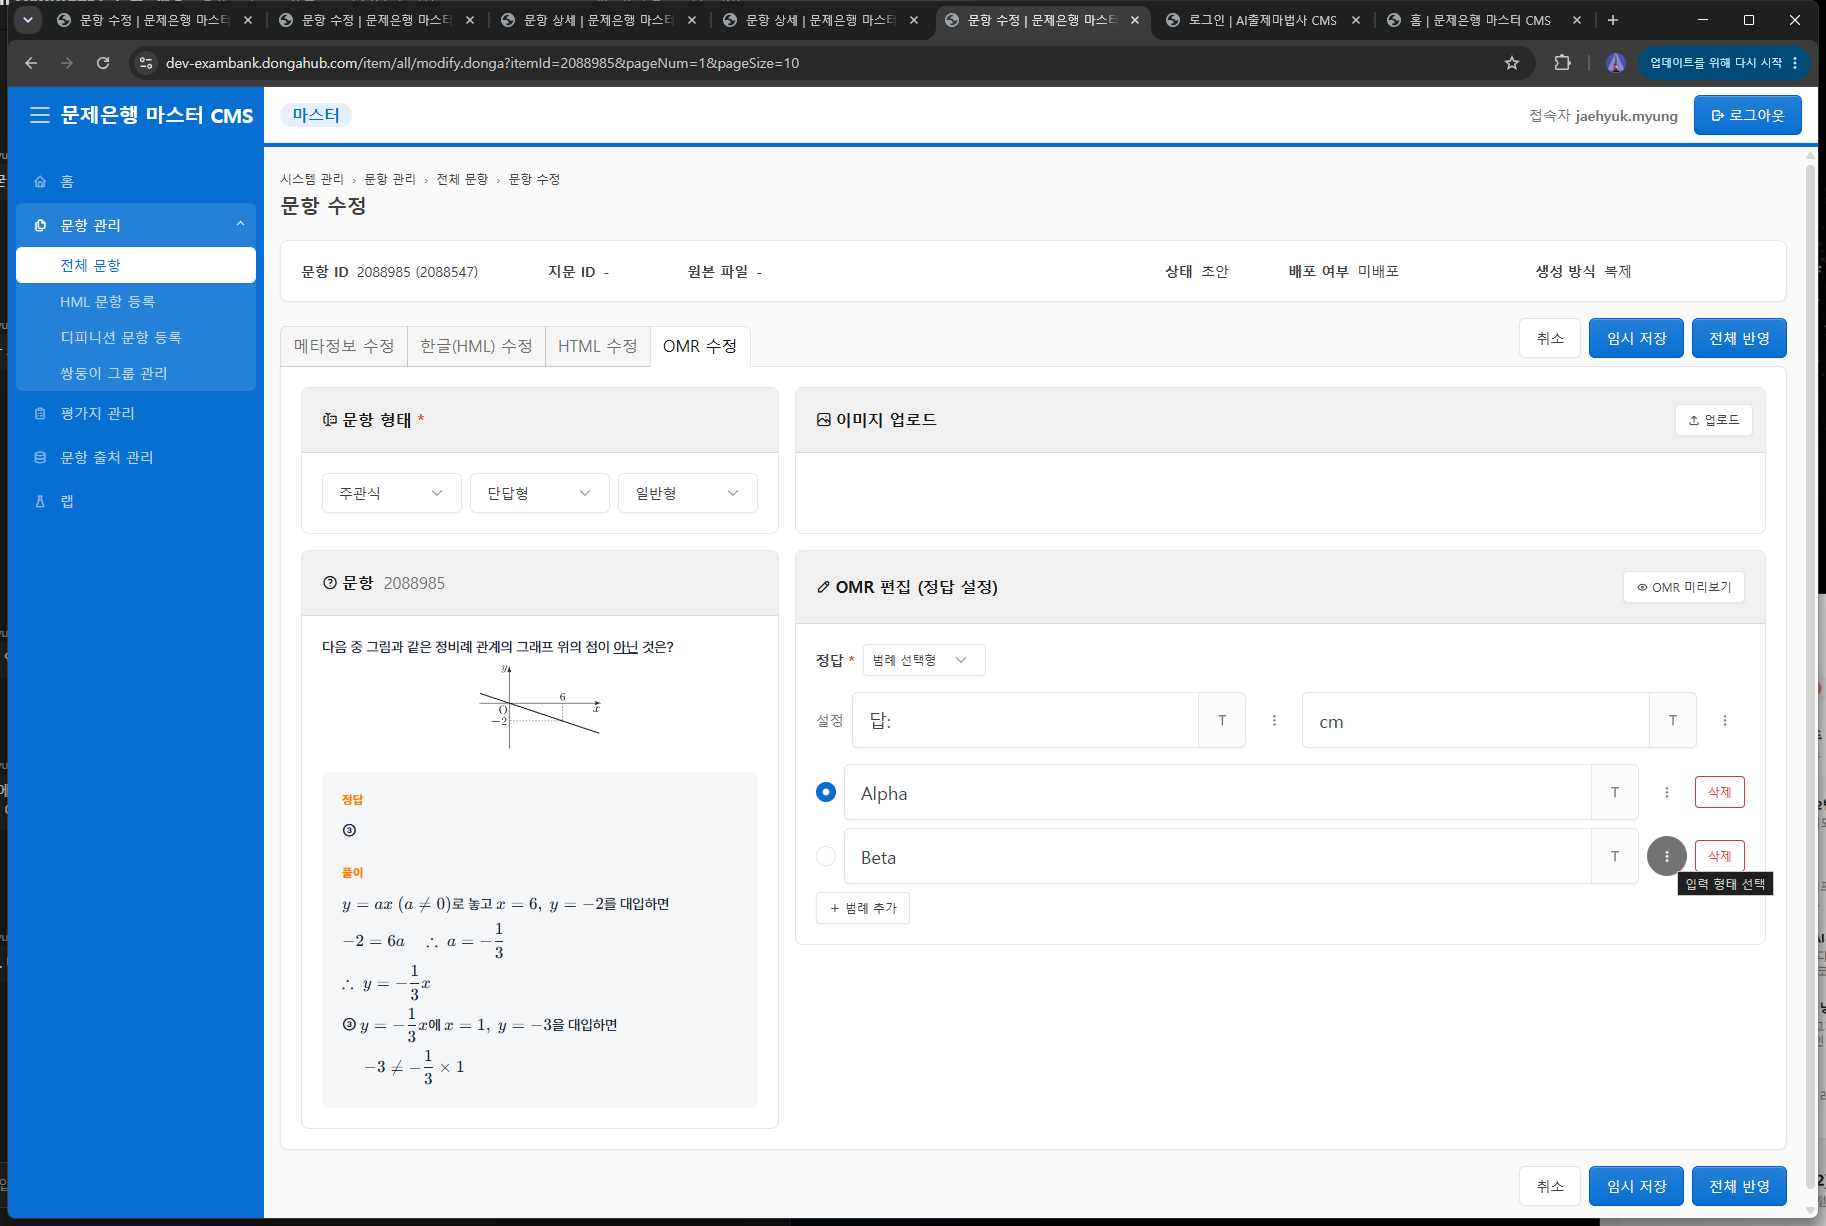 문항 수정 | 문제은행 마스터
문항 수정 | 문제은행 마스터
문항 상세 | 문제은행 마스터
문항 상세 | 문제은행 마스터
문항 수정 | 문제은행 마스터
로그인 | AI출제마법사 CMS
홈 | 문제은행 마스터 CMS
dev-exambank.dongahub.com/item/all/modify.donga?itemId=2088985&pageNum=1&pageSize=10
업데이트를 위해 다시 시작
문제은행 마스터 CMS
마스터
접속자 jaehyuk.myung
로그아웃
홈
문항 관리
전체 문항
HML 문항 등록
디피니션 문항 등록
쌍둥이 그룹 관리
평가지 관리
문항 출처 관리
랩
시스템 관리 › 문항 관리 › 전체 문항 › 문항 수정
문항 수정
문항 ID 2088985 (2088547)
지문 ID -
원본 파일 -
상태 초안
배포 여부 미배포
생성 방식 복제
메타정보 수정
한글(HML) 수정
HTML 수정
OMR 수정
취소
임시 저장
전체 반영
문항 형태 *
주관식
단답형
일반형
이미지 업로드
업로드
문항 2088985
다음 중 그림과 같은 정비례 관계의 그래프 위의 점이 아닌 것은?
y
6
O
x
−2
정답
③
풀이
y = ax (a ≠ 0)로 놓고 x = 6, y = −2를 대입하면
−2 = 6a ∴ a = −1/3
∴ y = −1/3x
③ y = −1/3x에 x = 1, y = −3을 대입하면
−3 ≠ −1/3 × 1
OMR 편집 (정답 설정)
OMR 미리보기
정답 * 범례 선택형
설정 답: T
cm T
Alpha T
삭제
Beta T
삭제
입력 형태 선택
+ 범례 추가
취소
임시 저장
전체 반영